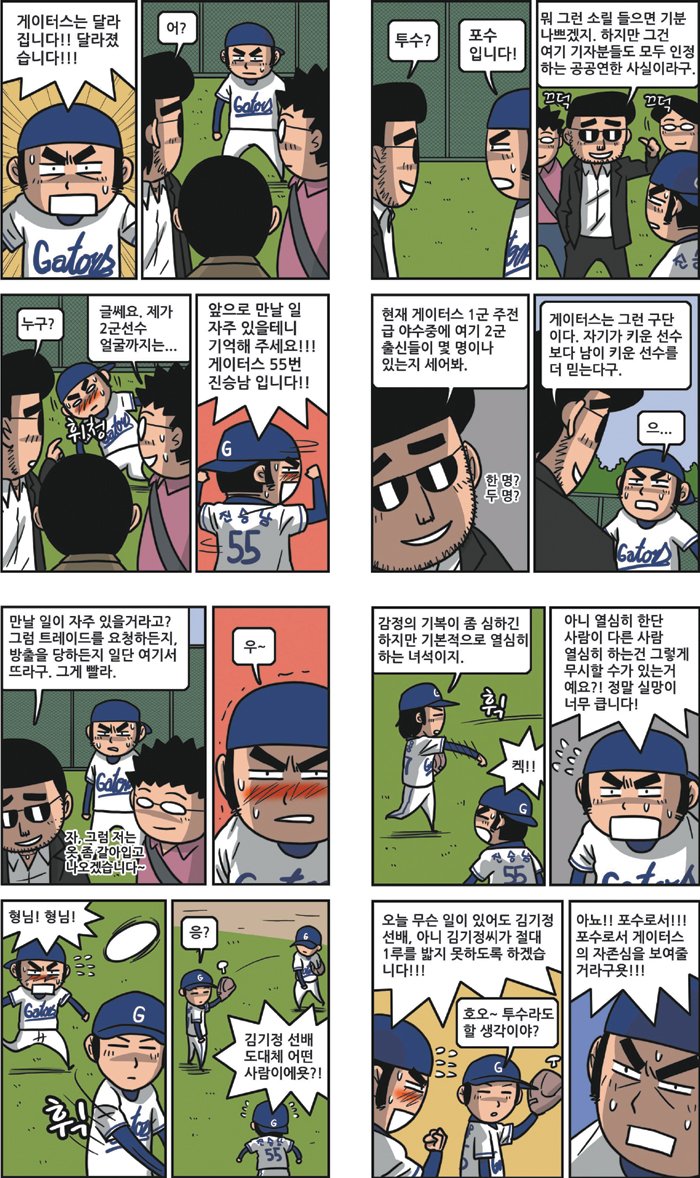 게이터스는 달라
집니다!! 달라졌
습니다!!!
Gators
어?
Gators
누구?
글쎄요. 제가
2군선수
얼굴까지는...
휘청
Gators
앞으로 만날 일
자주 있을테니
기억해 주세요!!!
게이터스 55번
진승남 입니다!!
G
진승남
55
투수?
포수
입니다!
뭐 그런 소릴 들으면 기분
나쁘겠지. 하지만 그건
여기 기자분들도 모두 인정
하는 공공연한 사실이라구.
끄덕
끄덕
진승남
현재 게이터스 1군 주전
급 야수중에 여기 2군
출신들이 몇 명이나
있는지 세어봐.
한 명?
두 명?
게이터스는 그런 구단
이다. 자기가 키운 선수
보다 남이 키운 선수를
더 믿는다구.
으...
Gators
만날 일이 자주 있을거라고?
그럼 트레이드를 요청하든지,
방출을 당하든지 일단 여기서
뜨라구. 그게 빨라.
Gators
자, 그럼 저는
옷 좀 갈아입고
나오겠습니다~
우~
형님! 형님!
Gators
G
휙
응?
G
김기정 선배
도대체 어떤
사람이에욧?!
진승남
55
감정의 기복이 좀 심하긴
하지만 기본적으로 열심히
하는 녀석이지.
G
휙
켁!!
G
진승남
55
아니 열심히 한단
사람이 다른 사람
열심히 하는건 그렇게
무시할 수가 있는거
예요?! 정말 실망이
너무 큽니다!
오늘 무슨 일이 있어도 김기정
선배, 아니 김기정씨가 절대
1루를 밟지 못하도록 하겠습
니다!!!
호오~ 투수라도
할 생각이야?
G
아뇨!! 포수로서!!!
포수로서 게이터스
의 자존심을 보여줄
거라구욧!!!